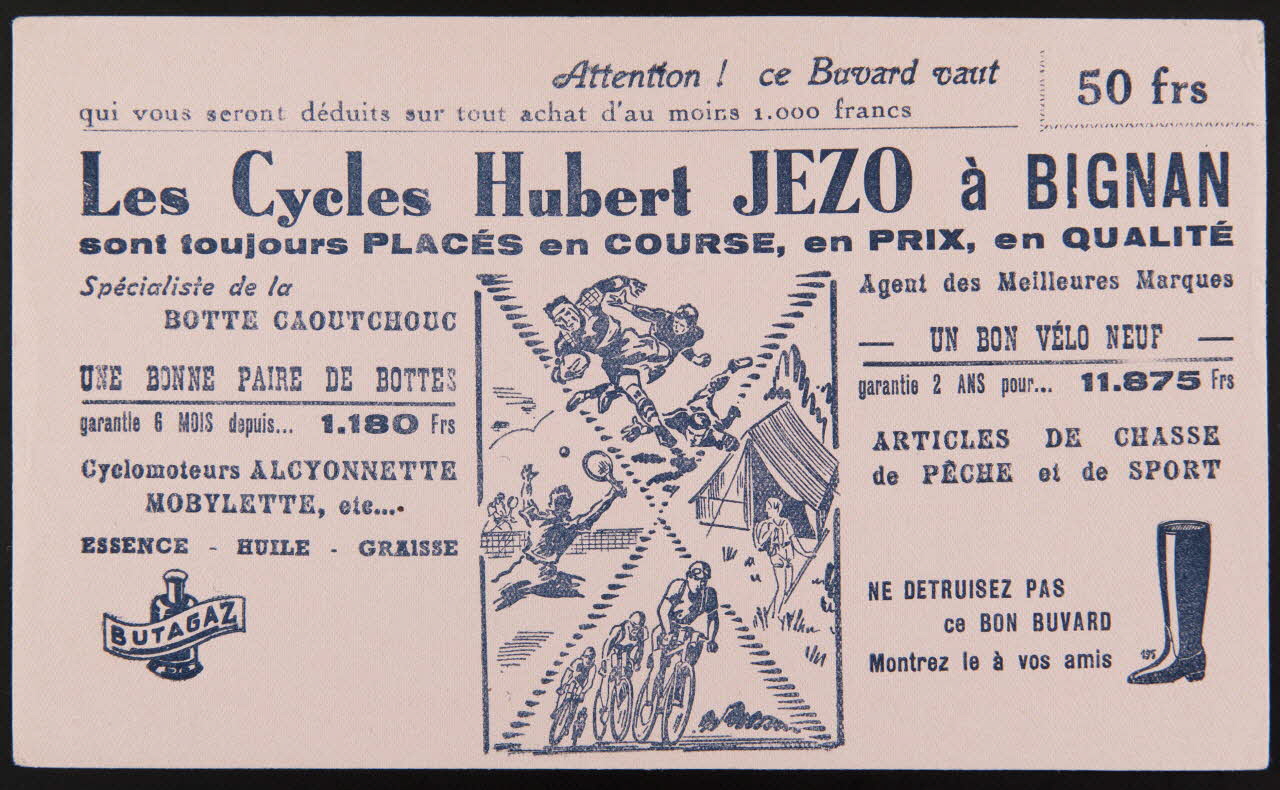 Attention ! ce Buvard vaut 50 frs
qui vous seront déduits sur tout achat d'au moins 1.000 francs
Les Cycles Hubert JEZO à BIGNAN
sont toujours PLACÉS en COURSE, en PRIX, en QUALITÉ
Spécialiste de la
BOTTE CAOUTCHOUC
UNE BONNE PAIRE DE BOTTES
garantie 6 MOIS depuis... 1.180 Frs
Cyclomoteurs ALCYONNETTE
MOBYLETTE, etc....
ESSENCE - HUILE - GRAISSE
BUTAGAZ
Agent des Meilleures Marques
— UN BON VÉLO NEUF —
garantie 2 ANS pour... 11.875 Frs
ARTICLES DE CHASSE
de PÊCHE et de SPORT
NE DETRUISEZ PAS
ce BON BUVARD
Montrez le à vos amis
195